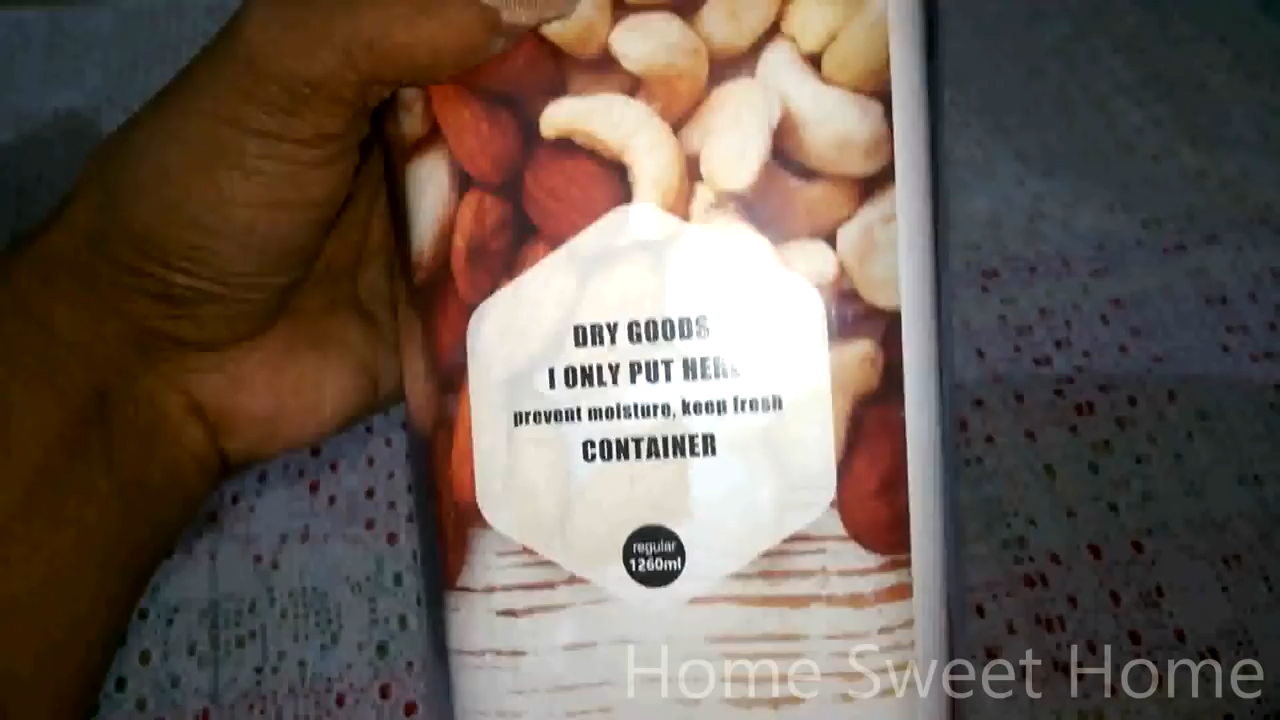 DRY GOODS
I ONLY PUT HERE
prevent moisture, keep fresh
CONTAINER
regular
1260ml
Home Sweet Home